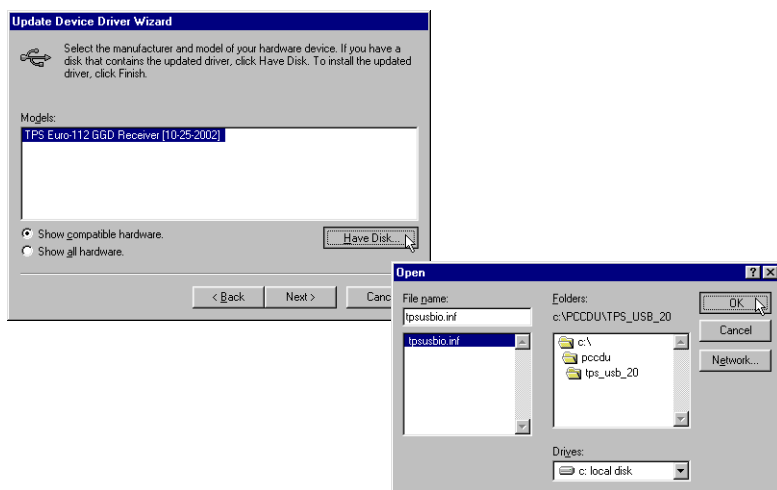 Update Device Driver Wizard
Select the manufacturer and model of your hardware device. If you have a
disk that contains the updated driver, click Have Disk. To install the updated
driver, click Finish.
Models:
TPS Euro-112 GGD Receiver [10-25-2002]
Show compatible hardware.
Show all hardware.
Have Disk...
< Back
Next >
Canc
Open
File name:
tpsusbio.inf
tpsusbio.inf
Folders:
c:\PCCDU\TPS_USB_20
c:\
pccdu
tps_usb_20
Drives:
c: local disk
OK
Cancel
Network...